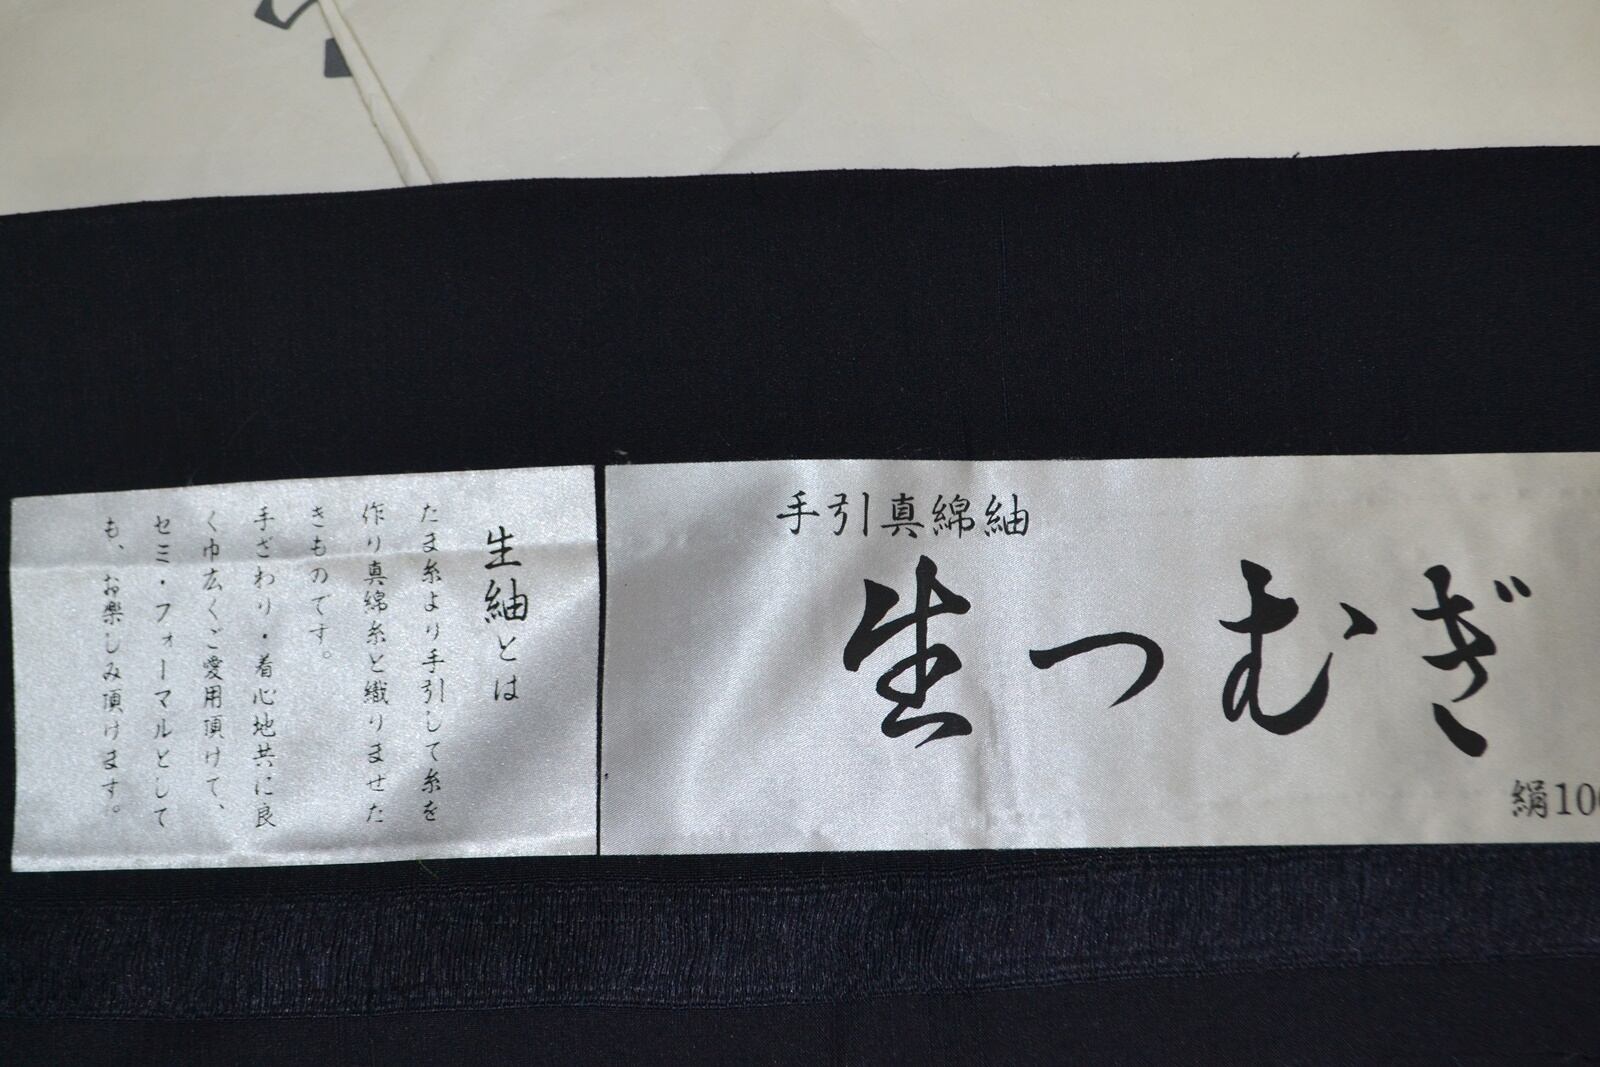 手引真綿紬
生つむぎ
絹10
生紬とは
たま糸より手引して糸を
作り真綿糸と織りませた
きものです。
手ざわり・着心地共に良
く巾広くご愛用頂けて、
セミ・フォーマルとして
も、お楽しみ頂けます。